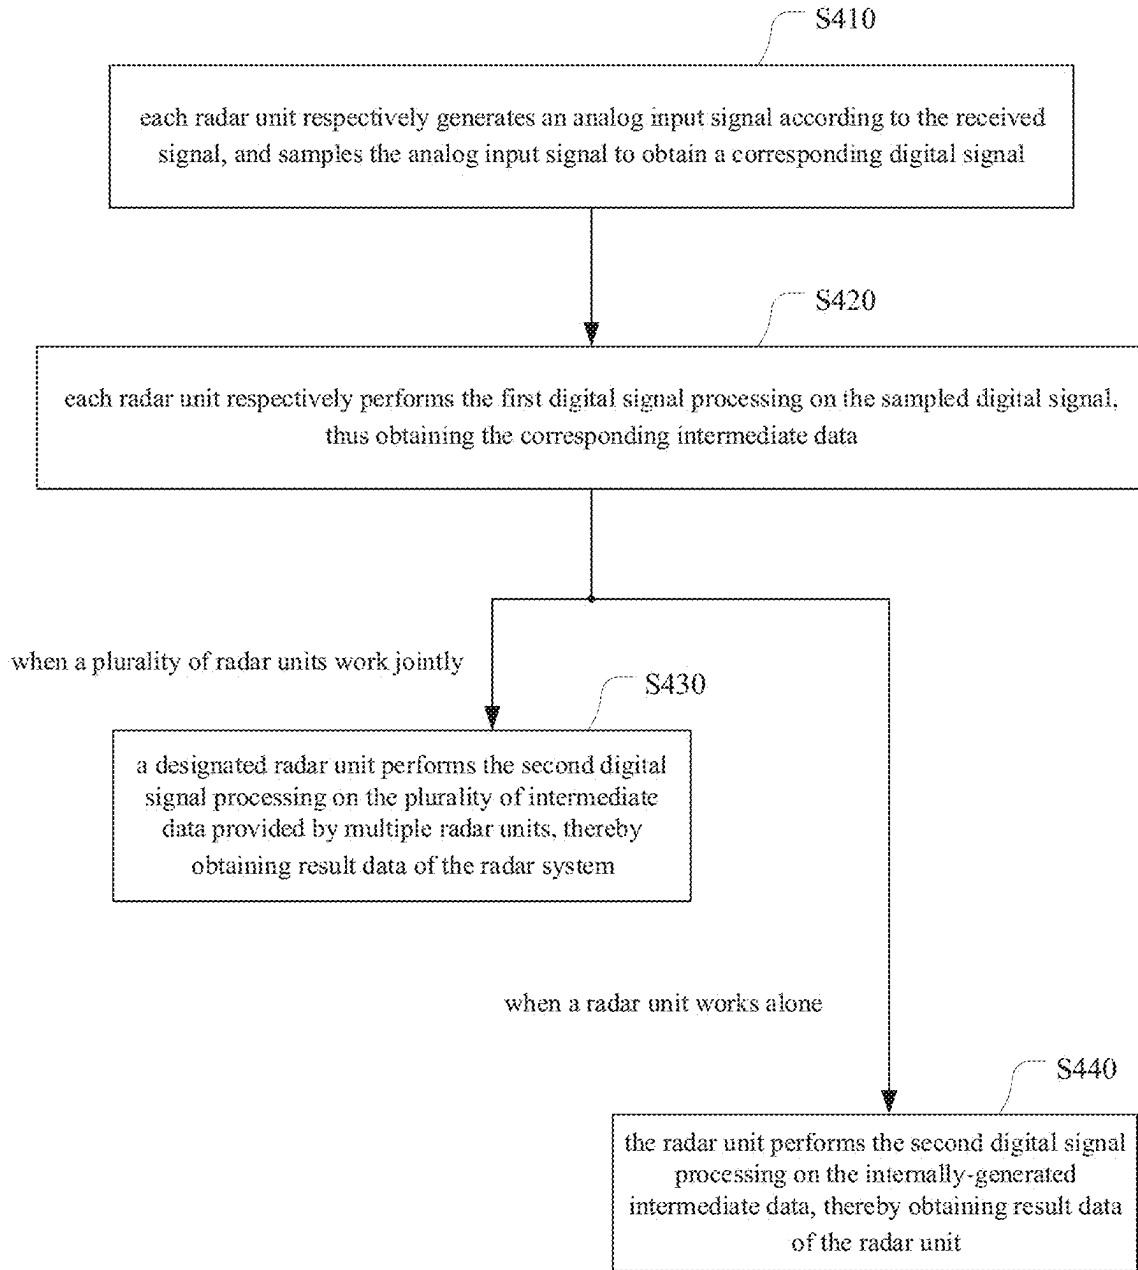 S410
each radar unit respectively generates an analog input signal according to the received
signal, and samples the analog input signal to obtain a corresponding digital signal
S420
each radar unit respectively performs the first digital signal processing on the sampled digital signal,
thus obtaining the corresponding intermediate data
when a plurality of radar units work jointly
S430
a designated radar unit performs the second digital
signal processing on the plurality of intermediate
data provided by multiple radar units, thereby
obtaining result data of the radar system
when a radar unit works alone
S440
the radar unit performs the second digital signal
processing on the internally-generated
intermediate data, thereby obtaining result data
of the radar unit